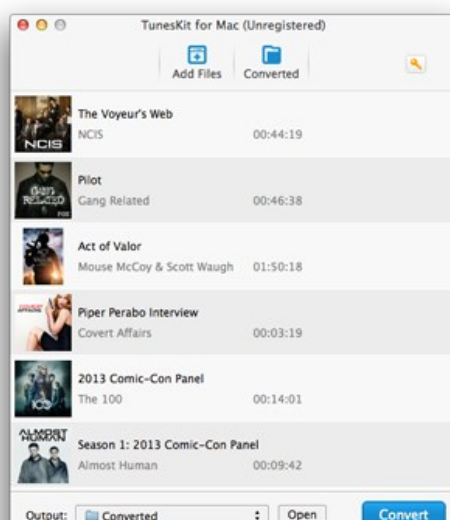 TunesKit for Mac (Unregistered)
Add Files Converted
The Voyeur's Web
NCIS 00:44:19
NCIS
Pilot
Gang Related 00:46:38
GANG RELATED
FOX
Act of Valor
Mouse McCoy & Scott Waugh 01:50:18
Piper Perabo Interview
Covert Affairs 00:03:19
2013 Comic-Con Panel
The 100 00:14:01
100
ALMOST HUMAN
Season 1: 2013 Comic-Con Panel
Almost Human 00:09:42
Output: Converted Open Convert